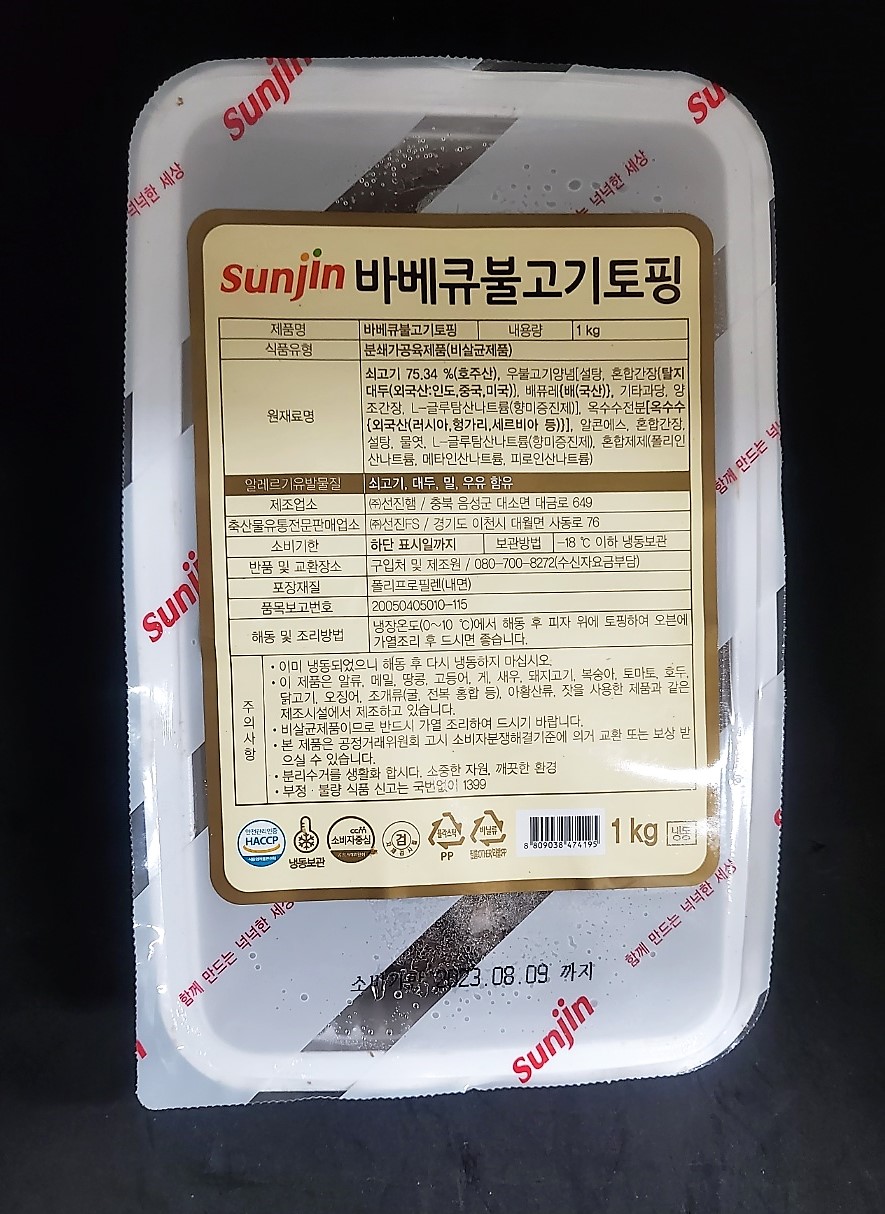 sunjin
su
넉넉한 세상
넉넉한 세상
sunjin 바베큐불고기토핑
제품명 바베큐불고기토핑 내용량 1 kg
식품유형 분쇄가공육제품(비살균제품)
원재료명
쇠고기 75.34 %(호주산), 우불고기양념[설탕, 혼합간장{탈지
대두(외국산:인도,중국,미국)}, 배퓨레{배(국산)}, 기타과당, 양
조간장, L-글루탐산나트륨(향미증진제)], 옥수수전분[옥수수
{외국산(러시아,헝가리,세르비아 등)}], 알콘에스, 혼합간장,
설탕, 물엿, L-글루탐산나트륨(향미증진제), 혼합제제(폴리인
산나트륨, 메타인산나트륨, 피로인산나트륨)
알레르기유발물질 쇠고기, 대두, 밀, 우유 함유
제조업소 ㈜선진햄 / 충북 음성군 대소면 대금로 649
축산물유통전문판매업소 ㈜선진FS / 경기도 이천시 대월면 사동로 76
소비기한 하단 표시일까지 보관방법 -18 ℃ 이하 냉동보관
반품 및 교환장소 구입처 및 제조원 / 080-700-8272(수신자요금부담)
포장재질 폴리프로필렌(내면)
품목보고번호 20050405010-115
해동 및 조리방법
냉장온도(0~10 ℃)에서 해동 후 피자 위에 토핑하여 오븐에
가열조리 후 드시면 좋습니다.
주의사항
• 이미 냉동되었으니 해동 후 다시 냉동하지 마십시오.
• 이 제품은 알류, 메밀, 땅콩, 고등어, 게, 새우, 돼지고기, 복숭아, 토마토, 호두,
닭고기, 오징어, 조개류(굴, 전복 홍합 등), 아황산류, 잣을 사용한 제품과 같은
제조시설에서 제조하고 있습니다.
• 비살균제품이므로 반드시 가열 조리하여 드시기 바랍니다.
• 본 제품은 공정거래위원회 고시 소비자분쟁해결기준에 의거 교환 또는 보상 받
으실 수 있습니다.
• 분리수거를 생활화 합시다. 소중한 자원, 깨끗한 환경
• 부정 · 불량 식품 신고는 국번없이 1399
안전관리인증
HACCP
냉동보관
ccm
소비자중심
검
플라스틱
PP
비닐류
8 809038 474195
1 kg
냉동
함께 만드는 넉
sunji
함께 만드는 넉넉한 세상
함께 만드는 넉넉한 세상
2023.08.09 까지
sunjin